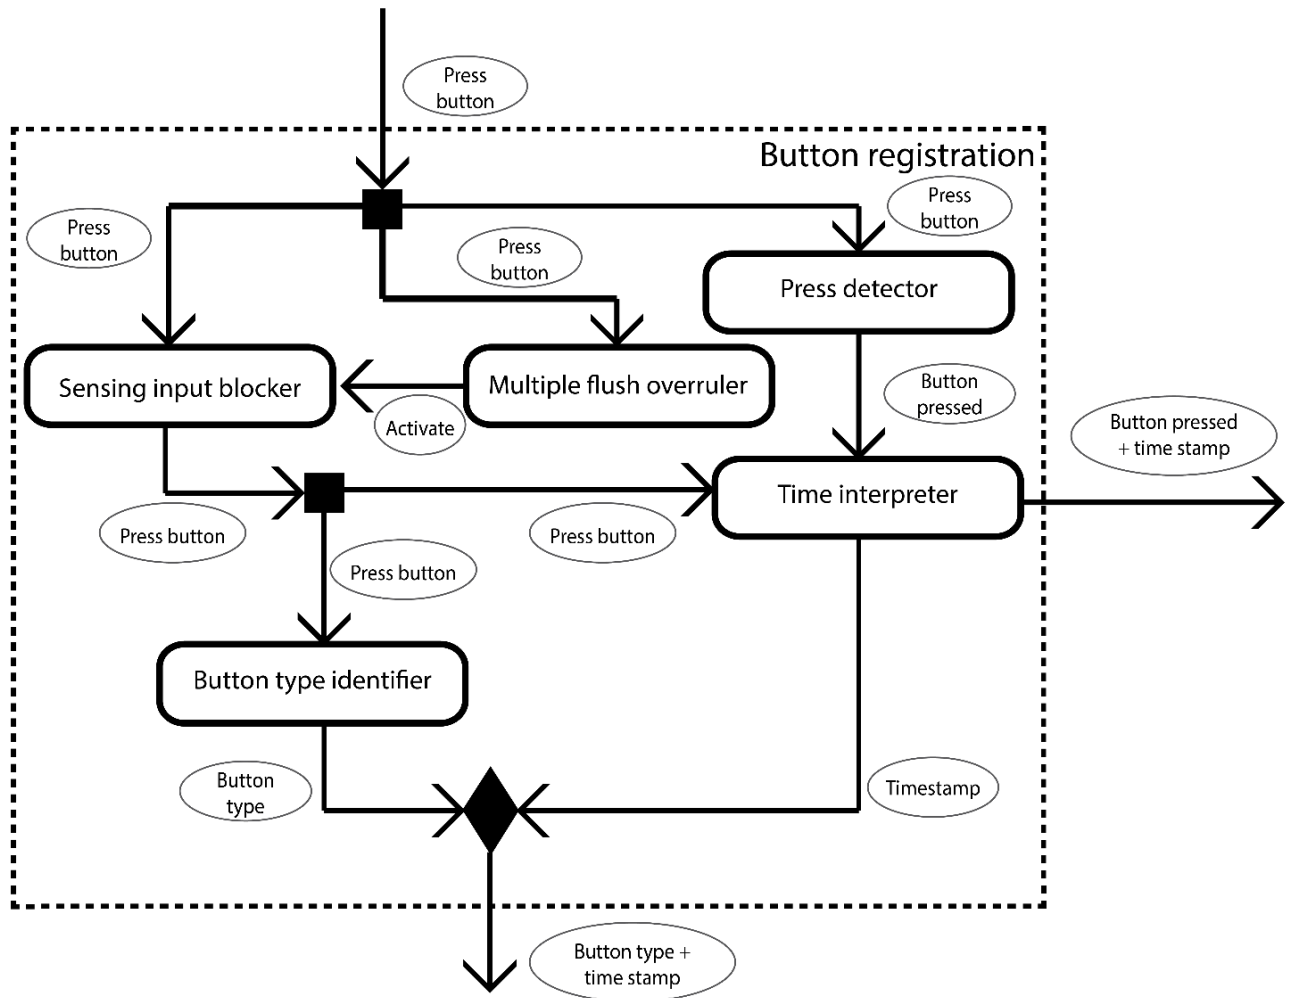 Press
button
Button registration
Press
button
Press
button
Press
button
Press detector
Sensing input blocker
Multiple flush overruler
Activate
Button
pressed
Button pressed
+ time stamp
Time interpreter
Press button
Press button
Press button
Button type identifier
Button
type
Timestamp
Button type +
time stamp